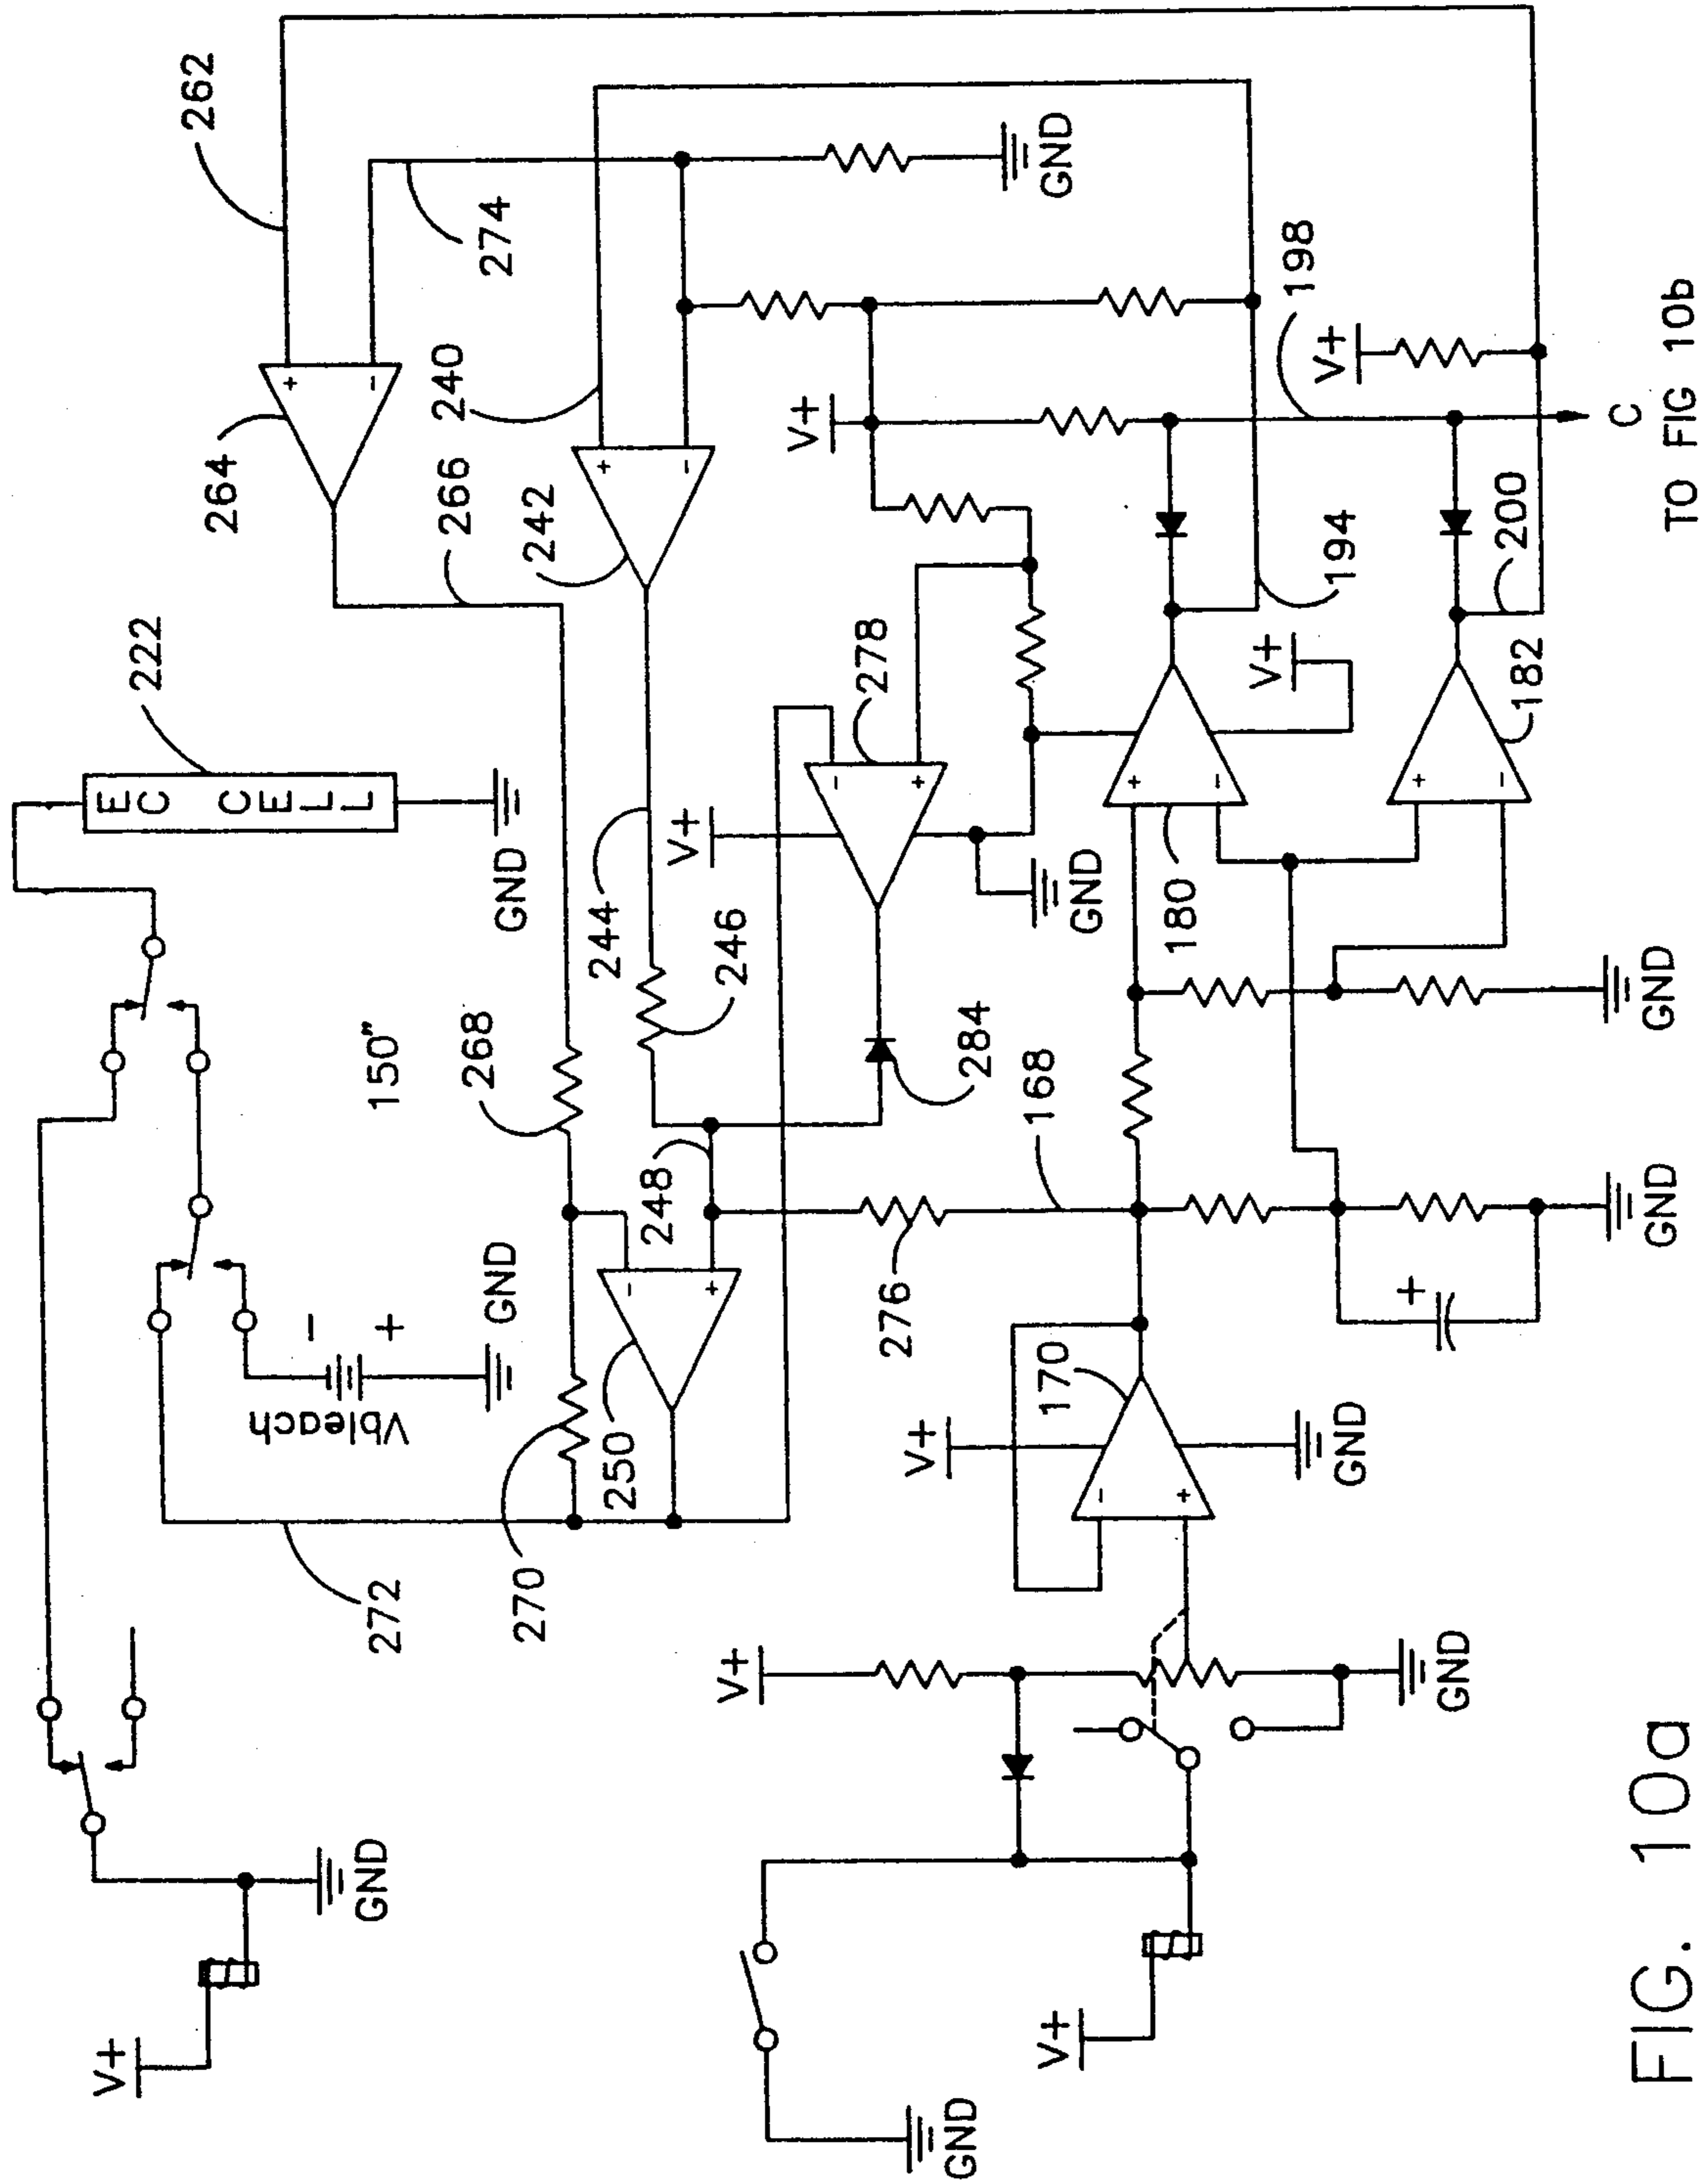 V+
262
264
222
EC CELL
272
GND
150"
Vbleach
-
+
GND
268
266
240
274
GND
270
250
244
242
248
246
V+
V+
V+
278
276
V+
GND
284
168
GND
GND
V+
170
180
V+
198
194
GND
V+
GND
200
182
C
GND
GND
TO FIG 10b
FIG. 10a
+
-
+
-
-
+
-
+
-
+
+
-
+
-
+